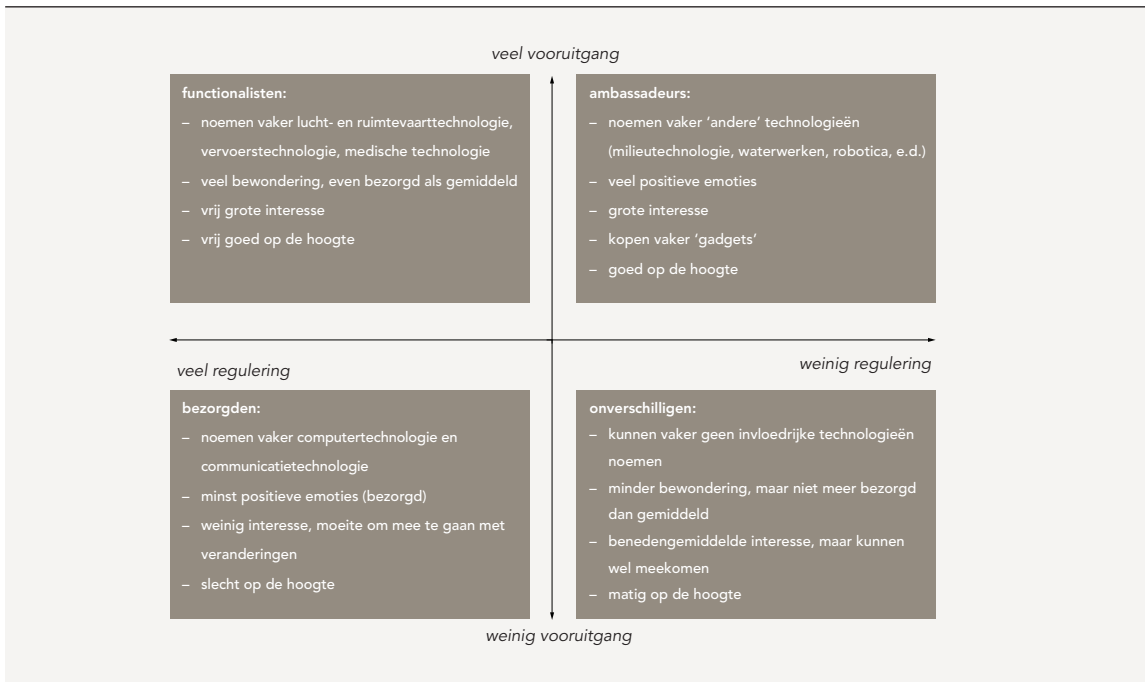 veel vooruitgang
functionalisten:
– noemen vaker lucht- en ruimtevaarttechnologie,
vervoerstechnologie, medische technologie
– veel bewondering, even bezorgd als gemiddeld
– vrij grote interesse
– vrij goed op de hoogte
ambassadeurs:
– noemen vaker ‘andere’ technologieën
(milieutechnologie, waterwerken, robotica, e.d.)
– veel positieve emoties
– grote interesse
– kopen vaker ‘gadgets’
– goed op de hoogte
veel regulering
weinig regulering
bezorgden:
– noemen vaker computertechnologie en
communicatietechnologie
– minst positieve emoties (bezorgd)
– weinig interesse, moeite om mee te gaan met
veranderingen
– slecht op de hoogte
onverschilligen:
– kunnen vaker geen invloedrijke technologieën
noemen
– minder bewondering, maar niet meer bezorgd
dan gemiddeld
– benedengemiddelde interesse, maar kunnen
wel meekomen
– matig op de hoogte
weinig vooruitgang